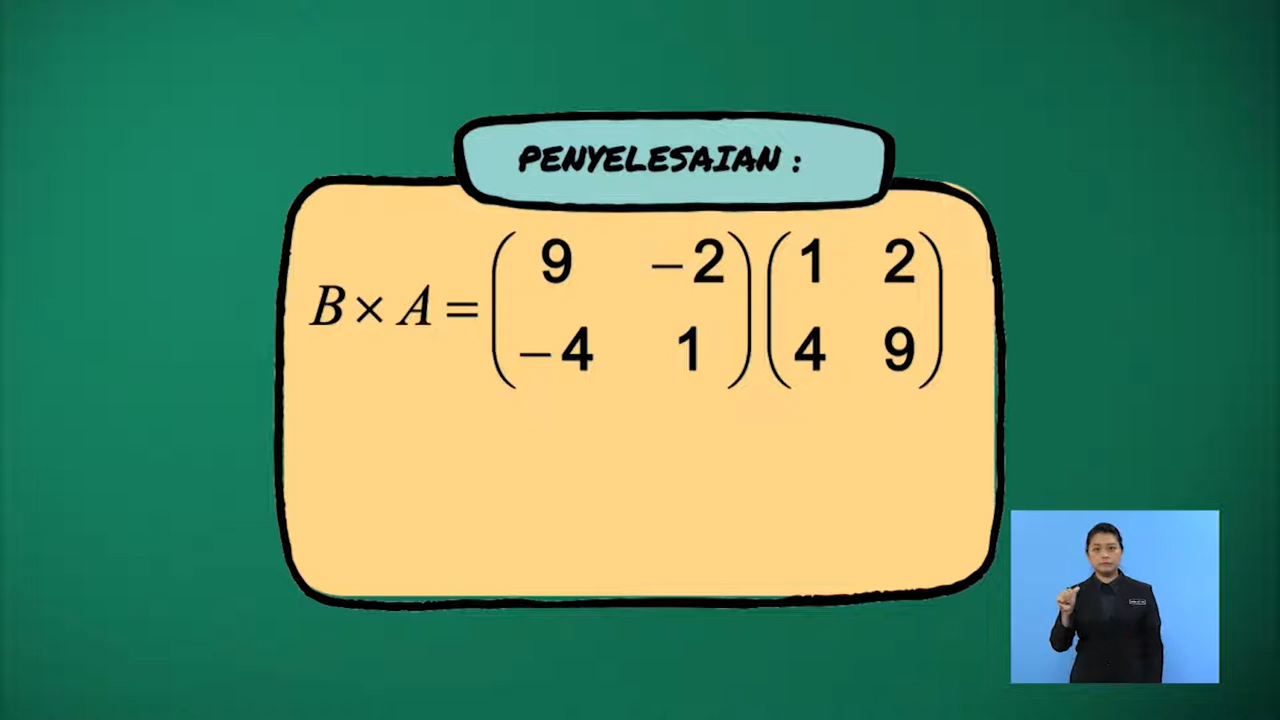 PENYELESAIAN :
B × A = ( 9 −2 −4 1 ) ( 1 2 4 9 )